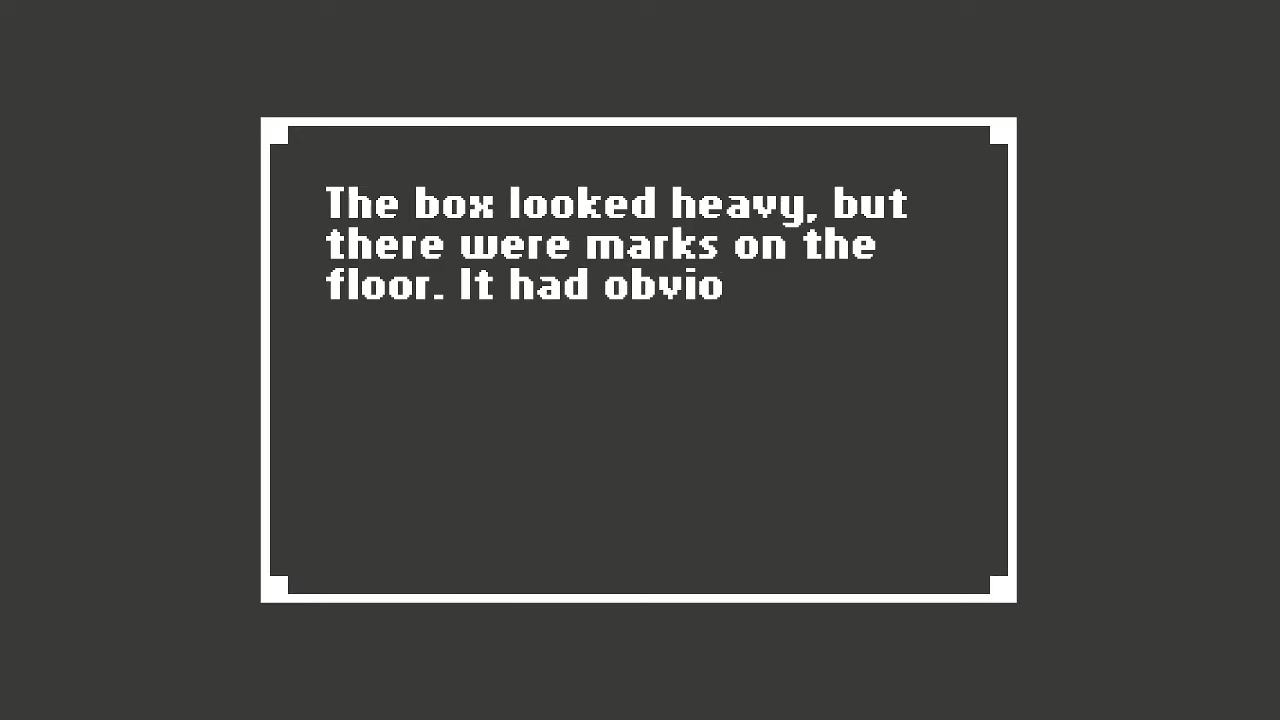 The box looked heavy, but
there were marks on the
floor. It had obvio